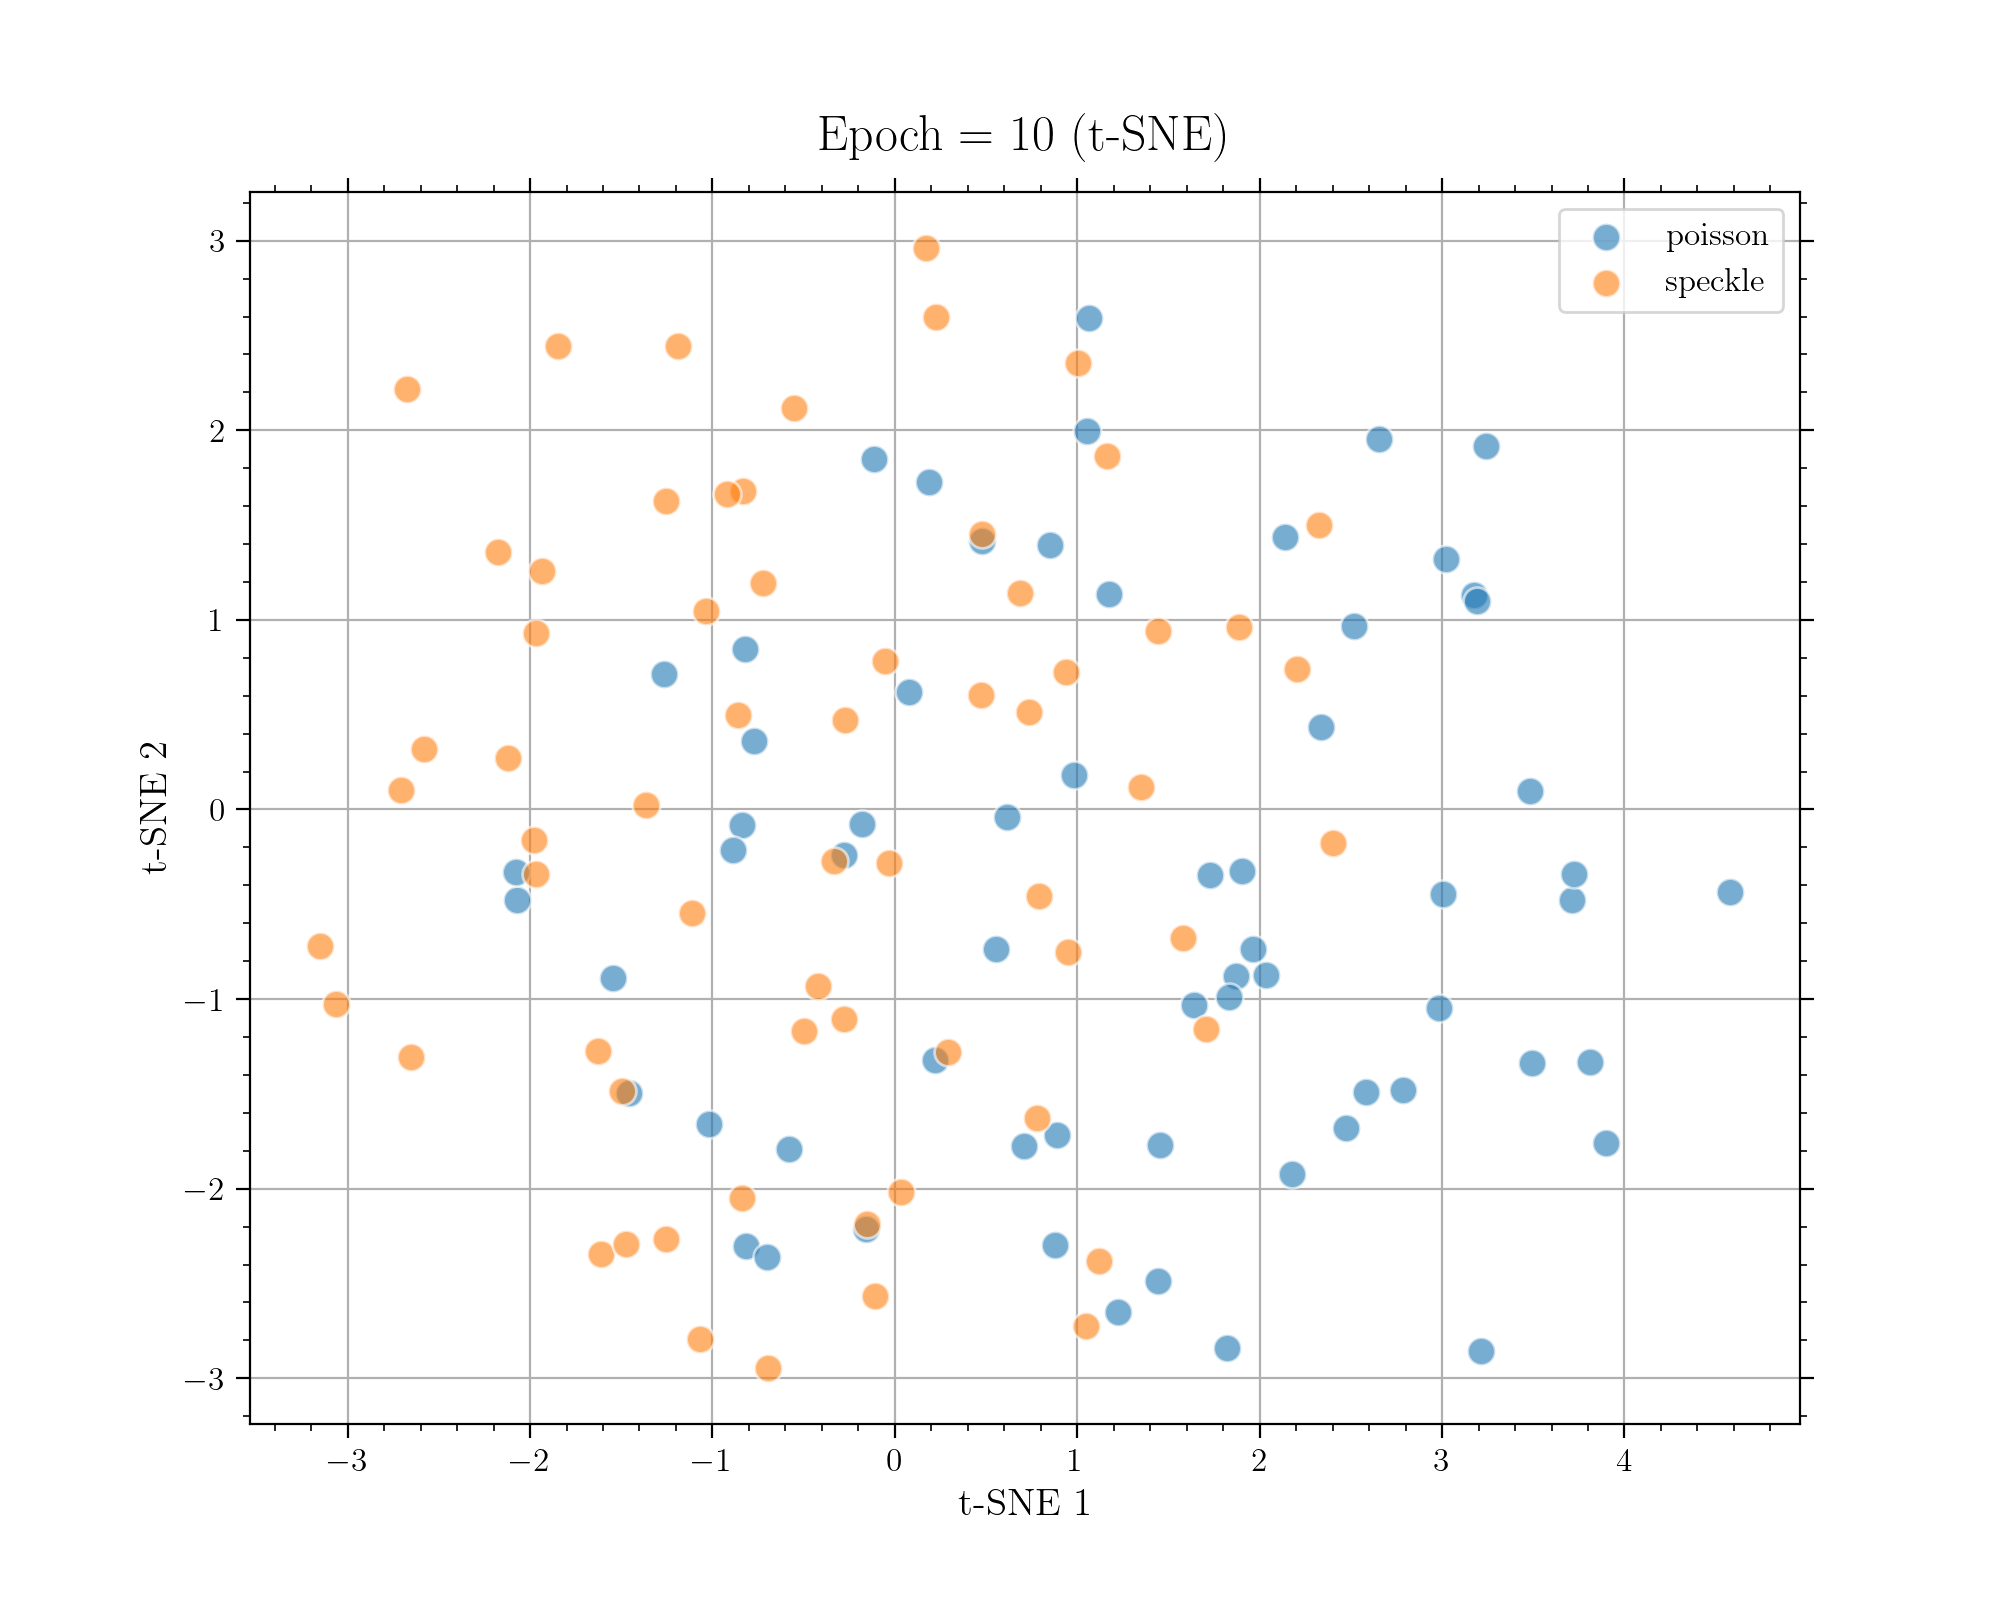 Epoch = 10 (t-SNE)
poisson
speckle
3
2
1
0
−1
−2
−3
t-SNE 2
−3 −2 −1 0 1 2 3 4
t-SNE 1